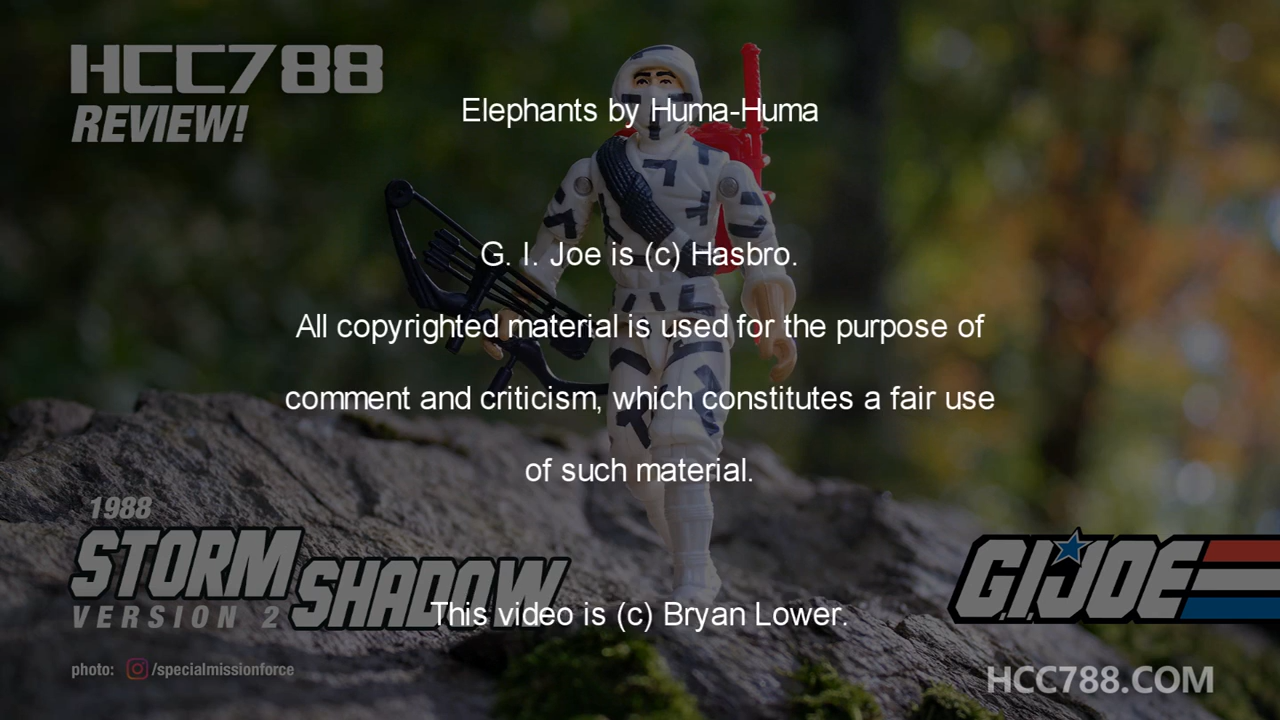 HCC788
REVIEW!
Elephants by Huma-Huma
G. I. Joe is (c) Hasbro.
All copyrighted material is used for the purpose of
comment and criticism, which constitutes a fair use
of such material.
1988
STORM
SHADOW
VERSION 2
G.I.JOE
This video is (c) Bryan Lower.
photo: /specialmissionforce
HCC788.COM